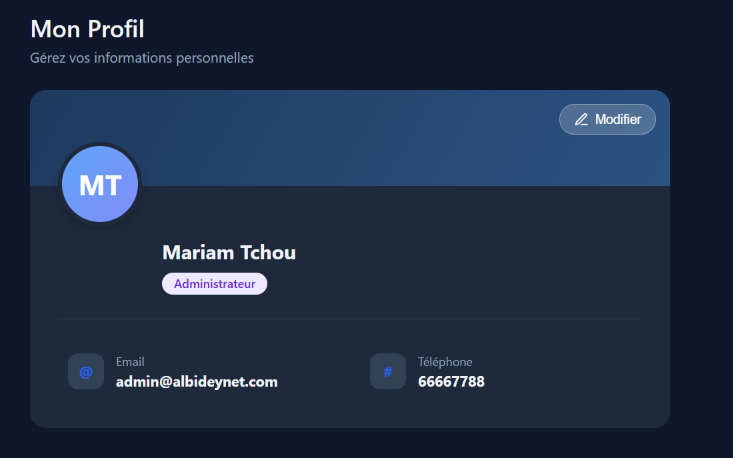 Mon Profil
Gérez vos informations personnelles
Modifier
MT
Mariam Tchou
Administrateur
@
Email
admin@albideynet.com
#
Téléphone
66667788